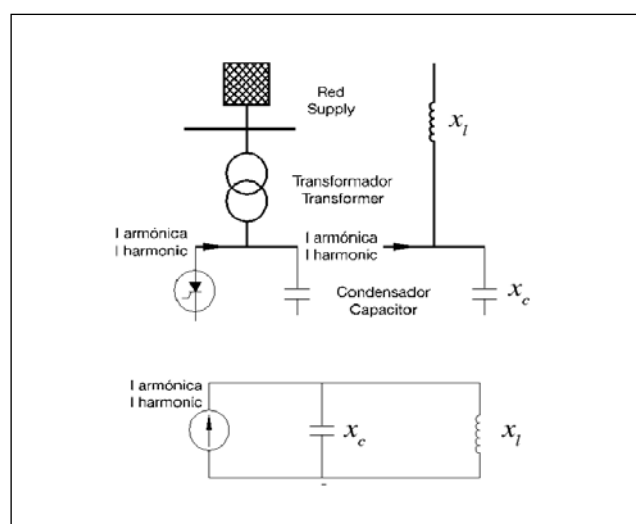 Red
Supply
x_l
Transformador
Transformer
I armónica
I harmonic
I armónica
I harmonic
Condensador
Capacitor
x_c
I armónica
I harmonic
x_c
x_l